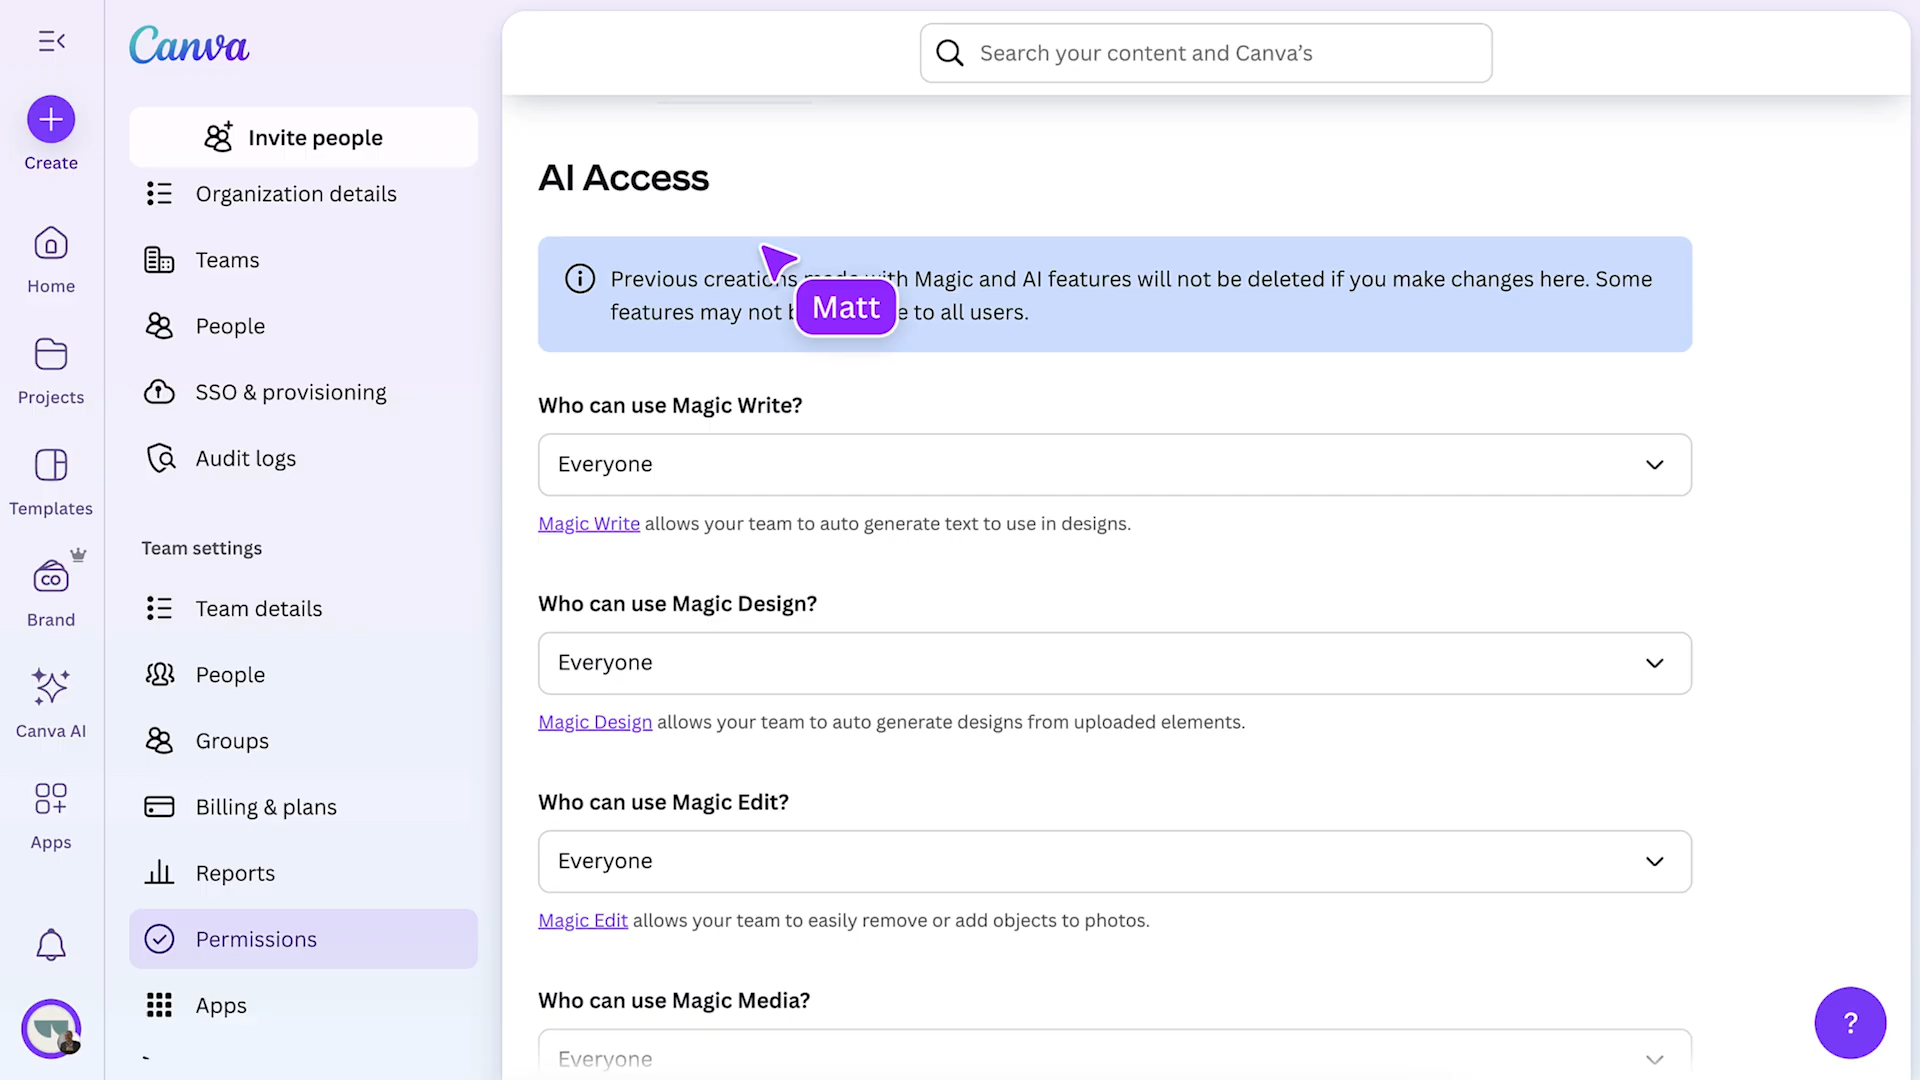 Canva
Search your content and Canva's
Create
Invite people
Organization details
Home
Teams
People
Projects
SSO & provisioning
Audit logs
Templates
Team settings
CO
Brand
Team details
People
Canva AI
Groups
Billing & plans
Apps
Reports
Permissions
Apps
AI Access
Previous creations with Magic and AI features will not be deleted if you make changes here. Some
features may not to all users.
Matt
Who can use Magic Write?
Everyone
Magic Write allows your team to auto generate text to use in designs.
Who can use Magic Design?
Everyone
Magic Design allows your team to auto generate designs from uploaded elements.
Who can use Magic Edit?
Everyone
Magic Edit allows your team to easily remove or add objects to photos.
Who can use Magic Media?
Everyone
?